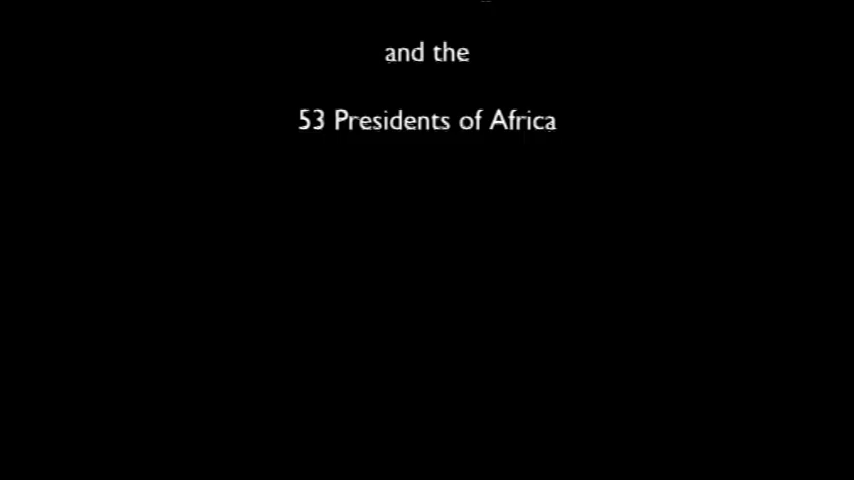 and the
53 Presidents of Africa